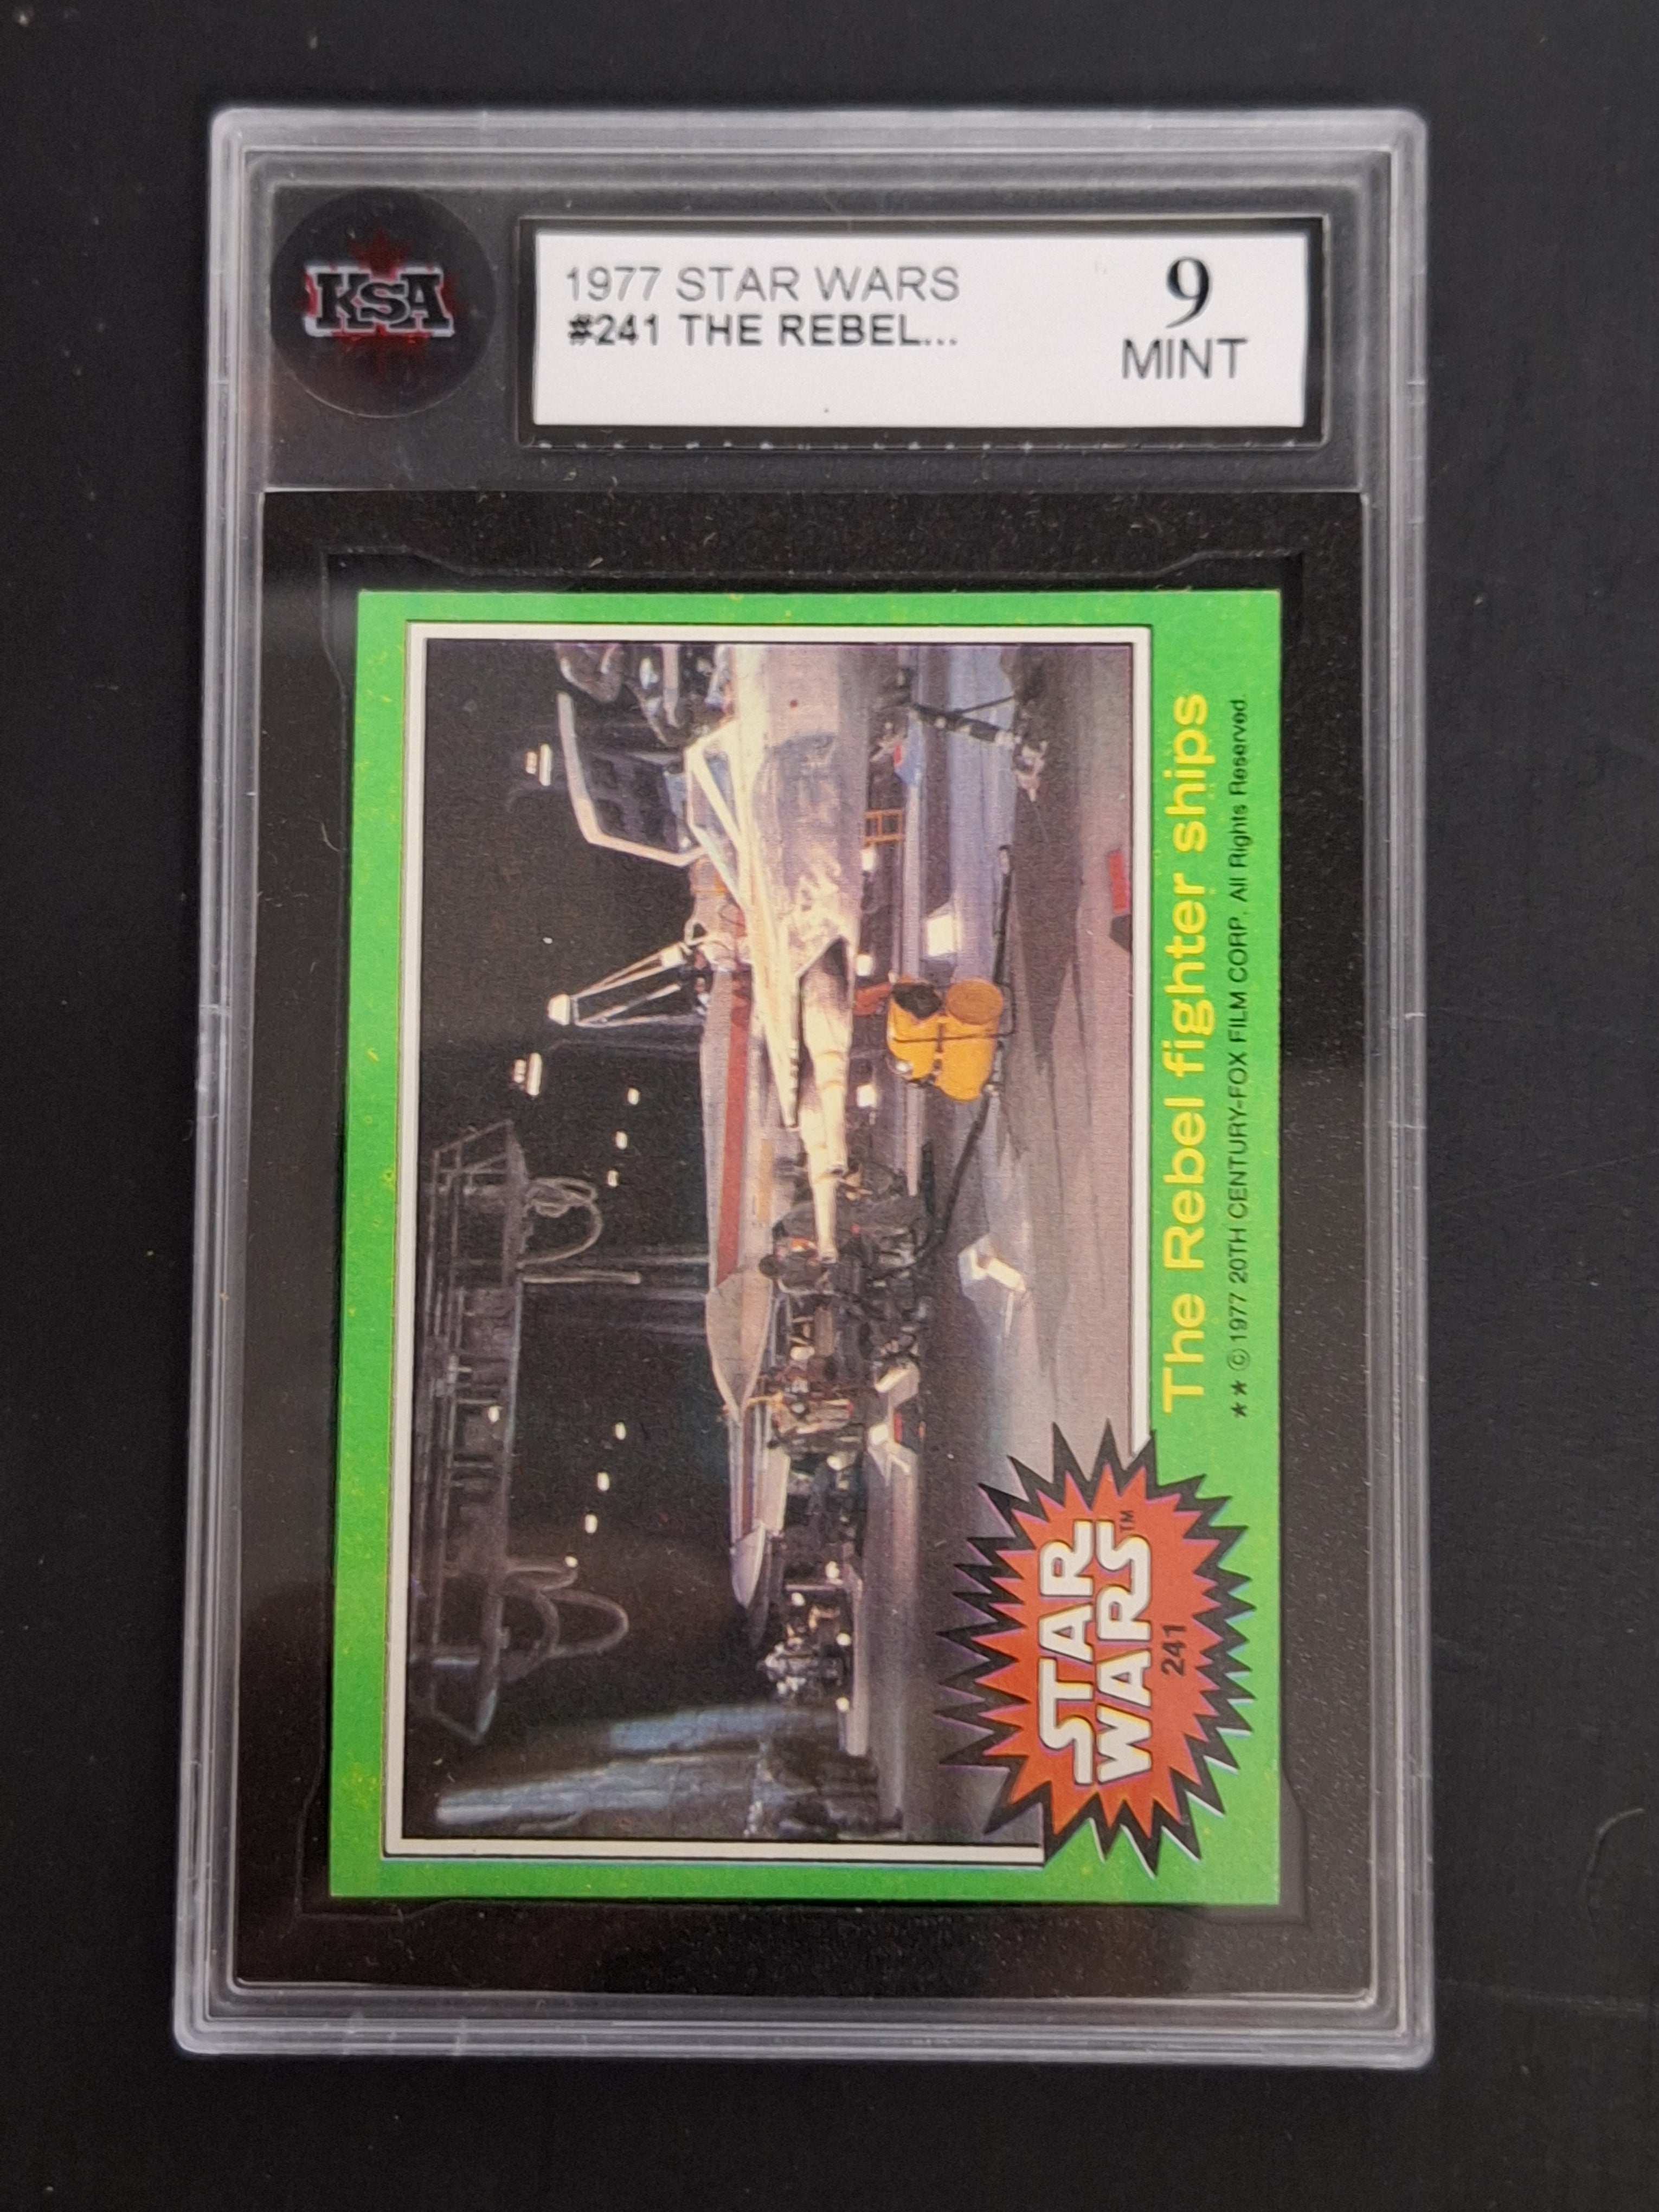 KSA
1977 STAR WARS
#241 THE REBEL...
9
MINT
The Rebel fighter ships
★★ © 1977 20TH CENTURY-FOX FILM CORP. All Rights Reserved.
STAR
WARS™
241